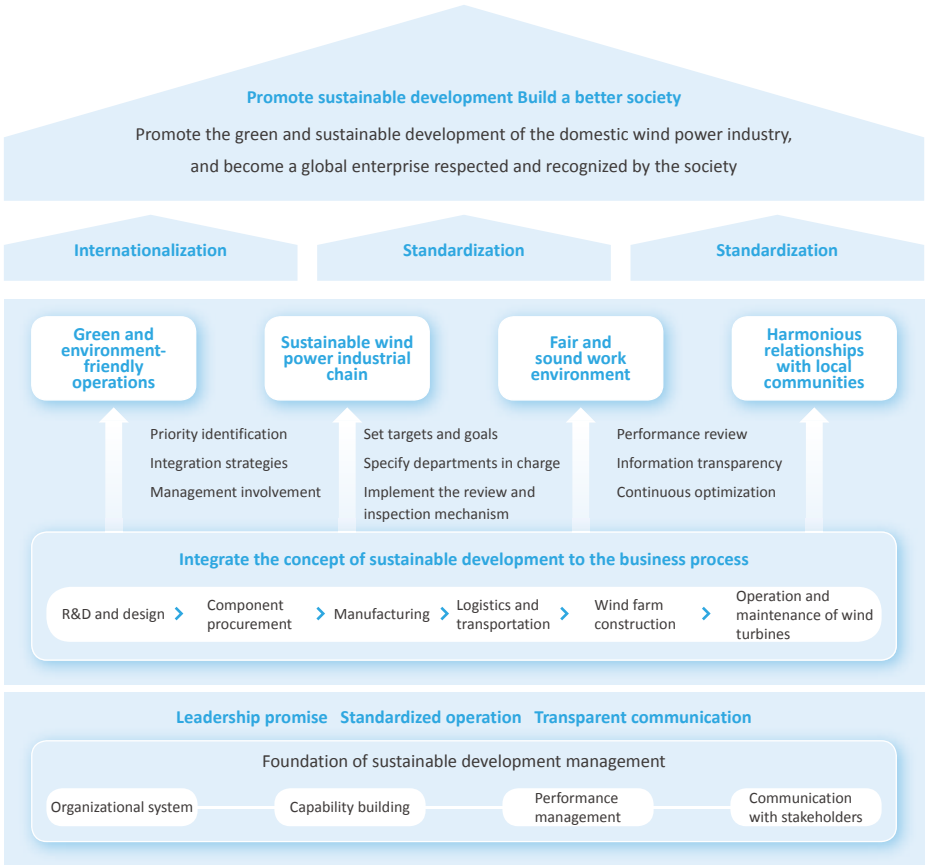 Promote sustainable development Build a better society
Promote the green and sustainable development of the domestic wind power industry,
and become a global enterprise respected and recognized by the society
Internationalization
Standardization
Standardization
Green and
environment-
friendly
operations
Sustainable wind
power industrial
chain
Fair and
sound work
environment
Harmonious
relationships
with local
communities
Priority identification
Integration strategies
Management involvement
Set targets and goals
Specify departments in charge
Implement the review and
inspection mechanism
Performance review
Information transparency
Continuous optimization
Integrate the concept of sustainable development to the business process
R&D and design
Component
procurement
Manufacturing
Logistics and
transportation
Wind farm
construction
Operation and
maintenance of wind
turbines
Leadership promise Standardized operation Transparent communication
Foundation of sustainable development management
Organizational system
Capability building
Performance
management
Communication
with stakeholders